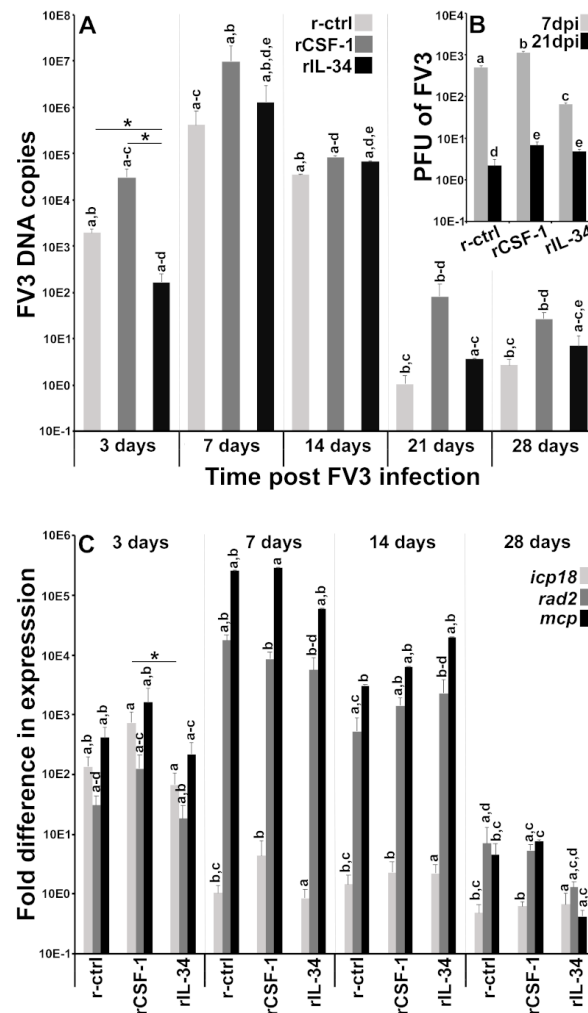 A
r-ctrl
rCSF-1
rIL-34
10E8
10E7
10E6
10E5
10E4
10E3
10E2
10E1
10E0
10E-1
FV3 DNA copies
a,b
a-c
a-d
*
*
a-c
a,b
a,b,d,e
a,b
a-d
a,d,e
b,c
b-d
a-c
b,c
b-d
a-c,e
3 days
7 days
14 days
21 days
28 days
Time post FV3 infection
B
7dpi
21dpi
10E3
10E2
10E1
10E0
10E-1
PFU of FV3
a
d
b
e
c
e
r-ctrl
rCSF-1
rIL-34
C
3 days
7 days
14 days
28 days
icp18
rad2
mcp
10E6
10E5
10E4
10E3
10E2
10E1
10E0
10E-1
Fold difference in expresssion
a,b
a-d
a,b
a
a-c
a,b
*
a
a,b
a-c
b,c
a,b
a,b
b
a,b
a
a
b-d
a,b
b,c
a,c
b
b
a,b
a,b
a
b-d
a,b
b,c
a,d
b,c
b
a,c
c
b,c
a,c,d
a,c
r-ctrl
rCSF-1
rIL-34
r-ctrl
rCSF-1
rIL-34
r-ctrl
rCSF-1
rIL-34
r-ctrl
rCSF-1
rIL-34